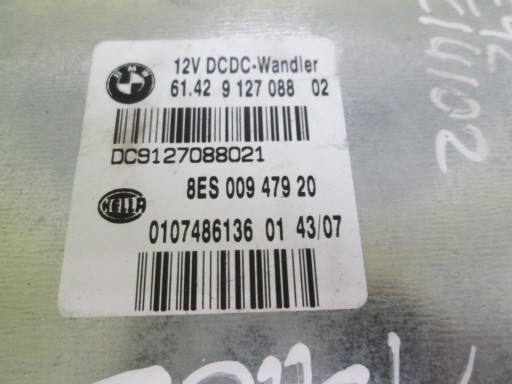 BMW
12V DCDC-Wandler
61.42 9 127 088 02
DC9127088021
8ES 009 479 20
HELLA
0107486136 01 43/07